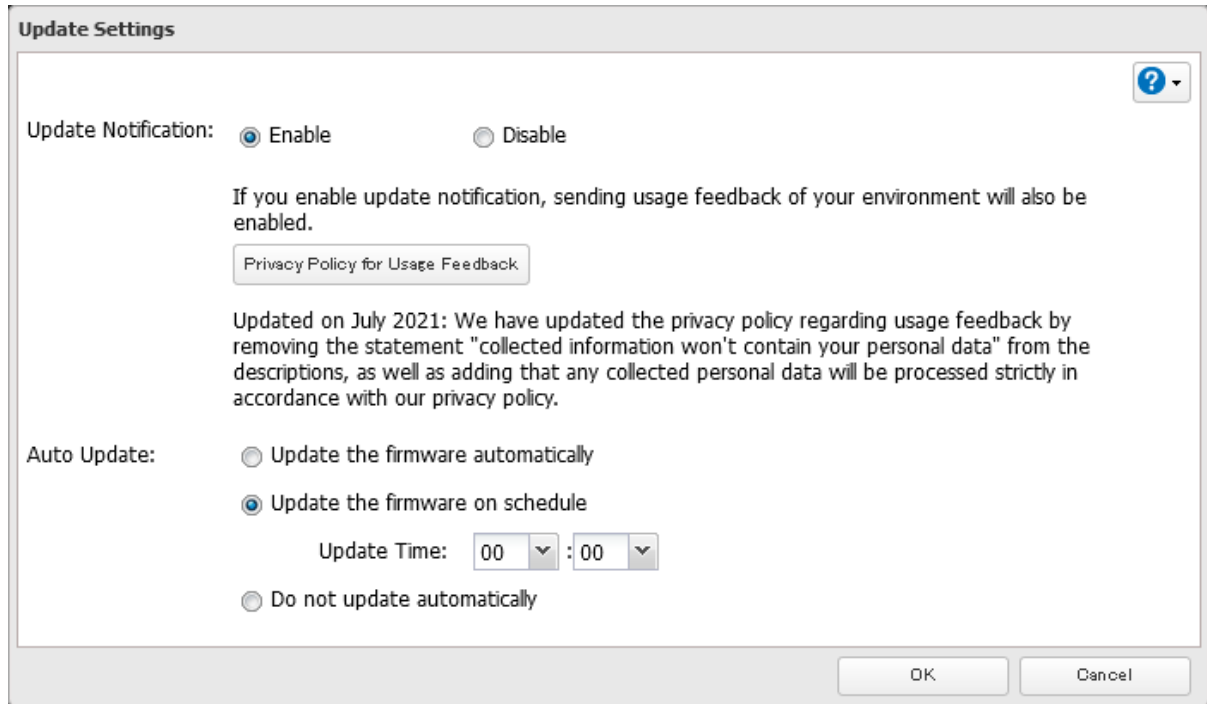 Update Settings
Update Notification: Enable Disable
If you enable update notification, sending usage feedback of your environment will also be
enabled.
Privacy Policy for Usage Feedback
Updated on July 2021: We have updated the privacy policy regarding usage feedback by
removing the statement "collected information won't contain your personal data" from the
descriptions, as well as adding that any collected personal data will be processed strictly in
accordance with our privacy policy.
Auto Update: Update the firmware automatically
Update the firmware on schedule
Update Time: 00 : 00
Do not update automatically
OK Cancel